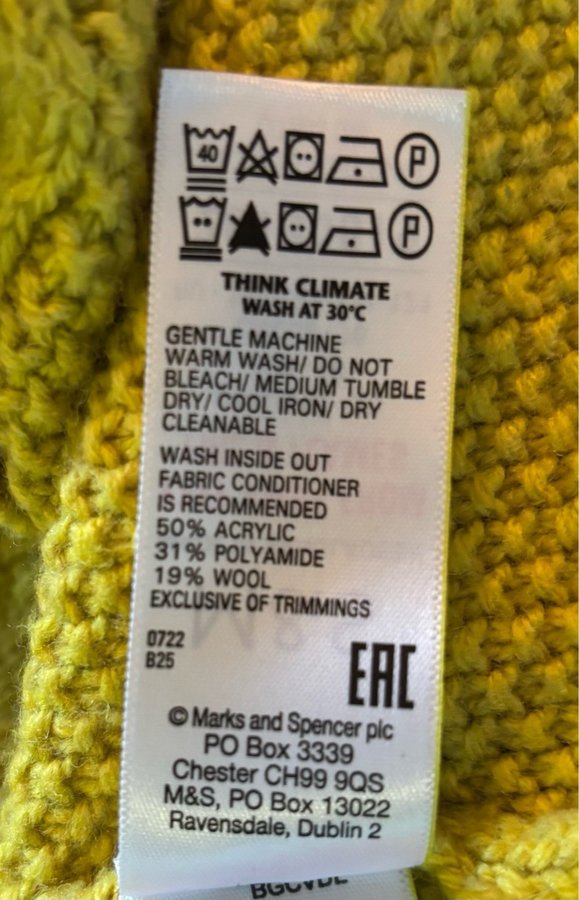 40
P
P
THINK CLIMATE
WASH AT 30°C
GENTLE MACHINE
WARM WASH/ DO NOT
BLEACH/ MEDIUM TUMBLE
DRY/ COOL IRON/ DRY
CLEANABLE
WASH INSIDE OUT
FABRIC CONDITIONER
IS RECOMMENDED
50% ACRYLIC
31% POLYAMIDE
19% WOOL
EXCLUSIVE OF TRIMMINGS
0722
B25
EAC
© Marks and Spencer plc
PO Box 3339
Chester CH99 9QS
M&S, PO Box 13022
Ravensdale, Dublin 2